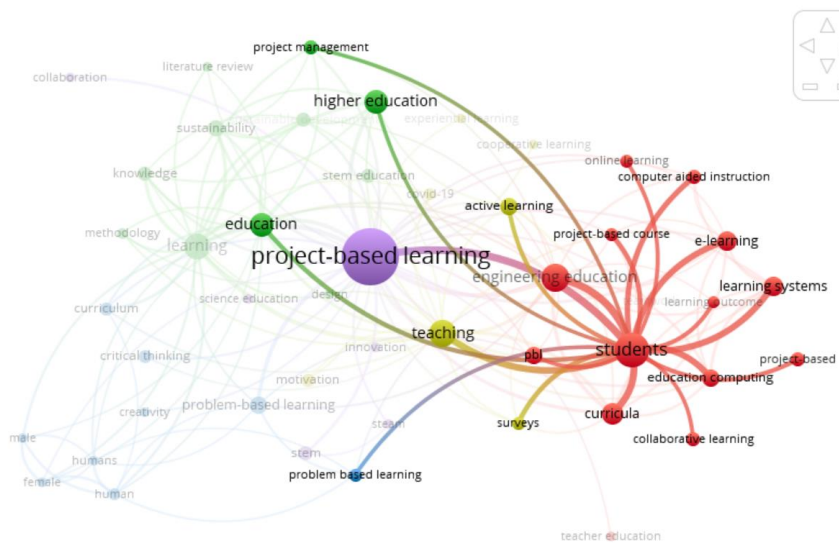 project management
literature review
collaboration
higher education
experiential learning
sustainability
cooperative learning
online learning
computer aided instruction
knowledge
stem education
covid-19
active learning
education
methodology
learning
project-based course
e-learning
project-based learning
engineering education
learning systems
science education
design
learning outcome
curriculum
teaching
innovation
students
pbl
critical thinking
project-based
education computing
motivation
problem-based learning
creativity
curricula
surveys
steam
male
collaborative learning
stem
humans
problem based learning
female
human
teacher education